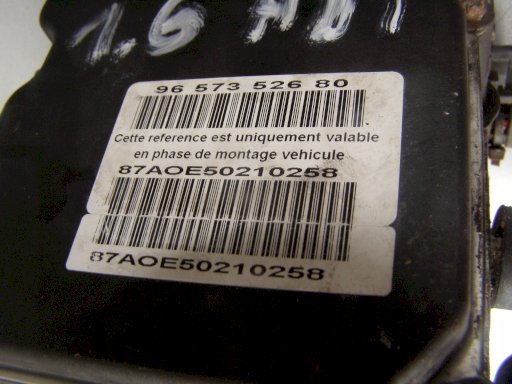 1.6 HDI
96 573 526 80
Cette reference est uniquement valable
en phase de montage vehicule
87AOE50210258
87AOE50210258